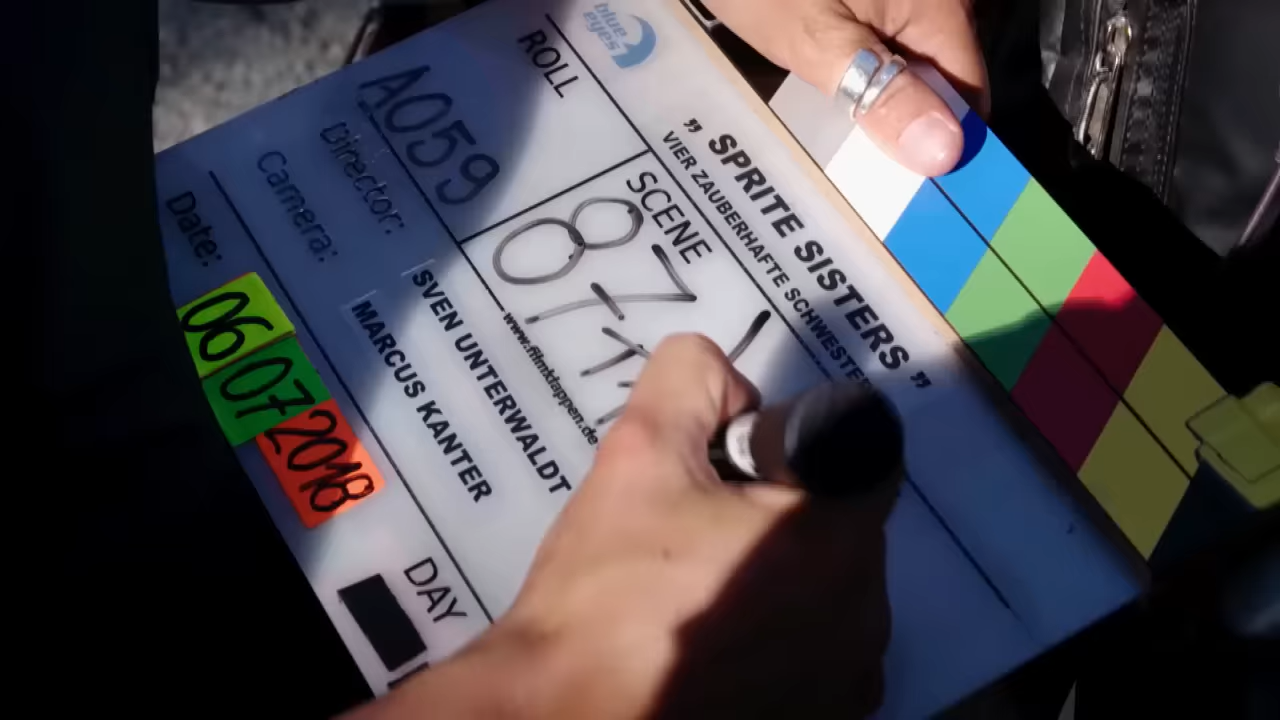 blue
eyes
" SPRITE SISTERS "
VIER ZAUBERHAFTE SCHWESTERN
ROLL
A059
SCENE
87
www.filmklappen.de
Director:
SVEN UNTERWALDT
Camera:
MARCUS KANTER
Date:
06 07 2018
DAY